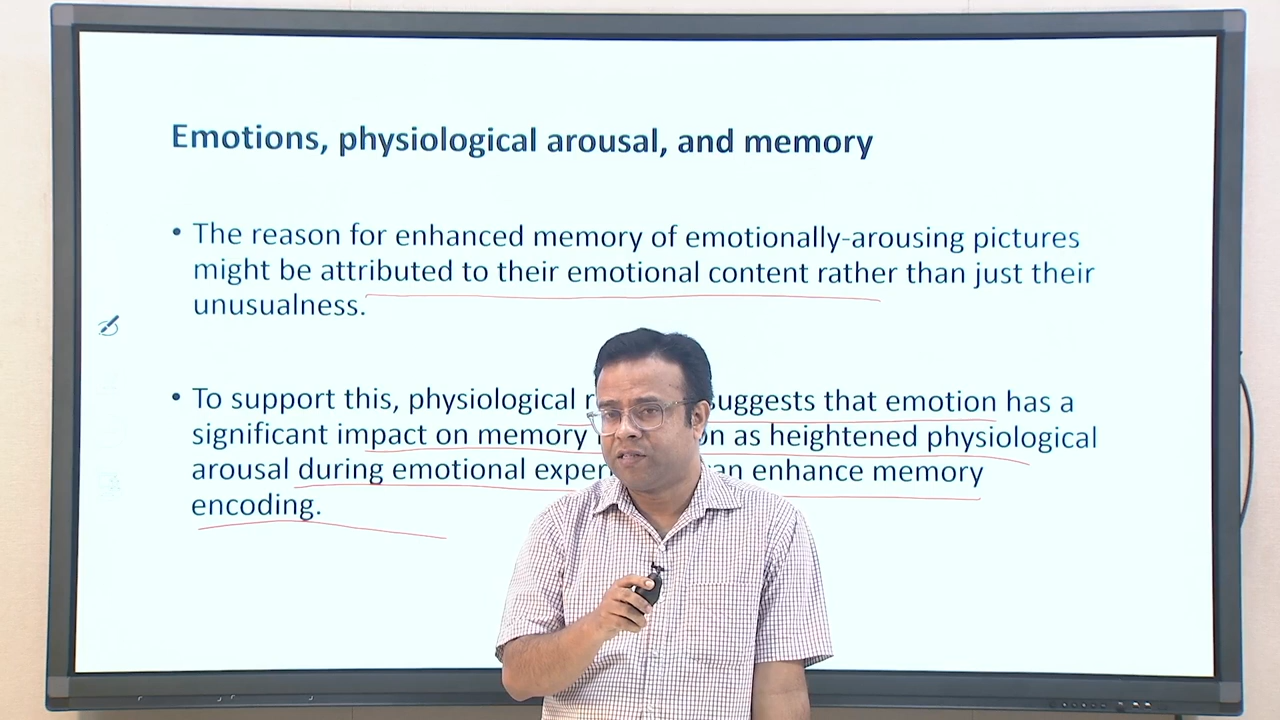 Emotions, physiological arousal, and memory
• The reason for enhanced memory of emotionally-arousing pictures
might be attributed to their emotional content rather than just their
unusualness.
• To support this, physiological suggests that emotion has a
significant impact on memory as heightened physiological
arousal during emotional enhance memory
encoding.